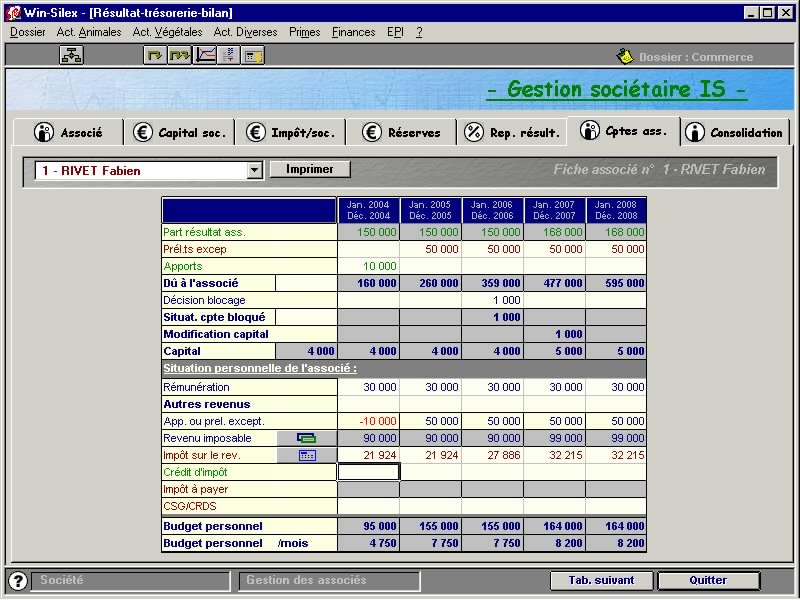 Win-Silex - [Résultat-trésorerie-bilan]
Dossier Act. Animales Act. Végétales Act. Diverses Primes Finances EPI ?
Dossier : Commerce
- Gestion sociétaire IS -
Associé Capital soc. Impôt/soc. Réserves Rep. résult. Cptes ass. Consolidation
1 - RIVET Fabien Imprimer Fiche associé n° 1 - RIVET Fabien
Jan. 2004 Jan. 2005 Jan. 2006 Jan. 2007 Jan. 2008
Déc. 2004 Déc. 2005 Déc. 2006 Déc. 2007 Déc. 2008
Part résultat ass. 150 000 150 000 150 000 168 000 168 000
Prél.ts excep 50 000 50 000 50 000 50 000
Apports 10 000
Dû à l'associé 160 000 260 000 359 000 477 000 595 000
Décision blocage 1 000
Situat. cpte bloqué 1 000
Modification capital 1 000
Capital 4 000 4 000 4 000 4 000 5 000 5 000
Situation personnelle de l'associé :
Rémunération 30 000 30 000 30 000 30 000 30 000
Autres revenus
App. ou prel. except. -10 000 50 000 50 000 50 000 50 000
Revenu imposable 90 000 90 000 90 000 99 000 99 000
Impôt sur le rev. 21 924 21 924 27 886 32 215 32 215
Crédit d'impôt
Impôt à payer
CSG/CRDS
Budget personnel 95 000 155 000 155 000 164 000 164 000
Budget personnel /mois 4 750 7 750 7 750 8 200 8 200
? Société Gestion des associés Tab. suivant Quitter